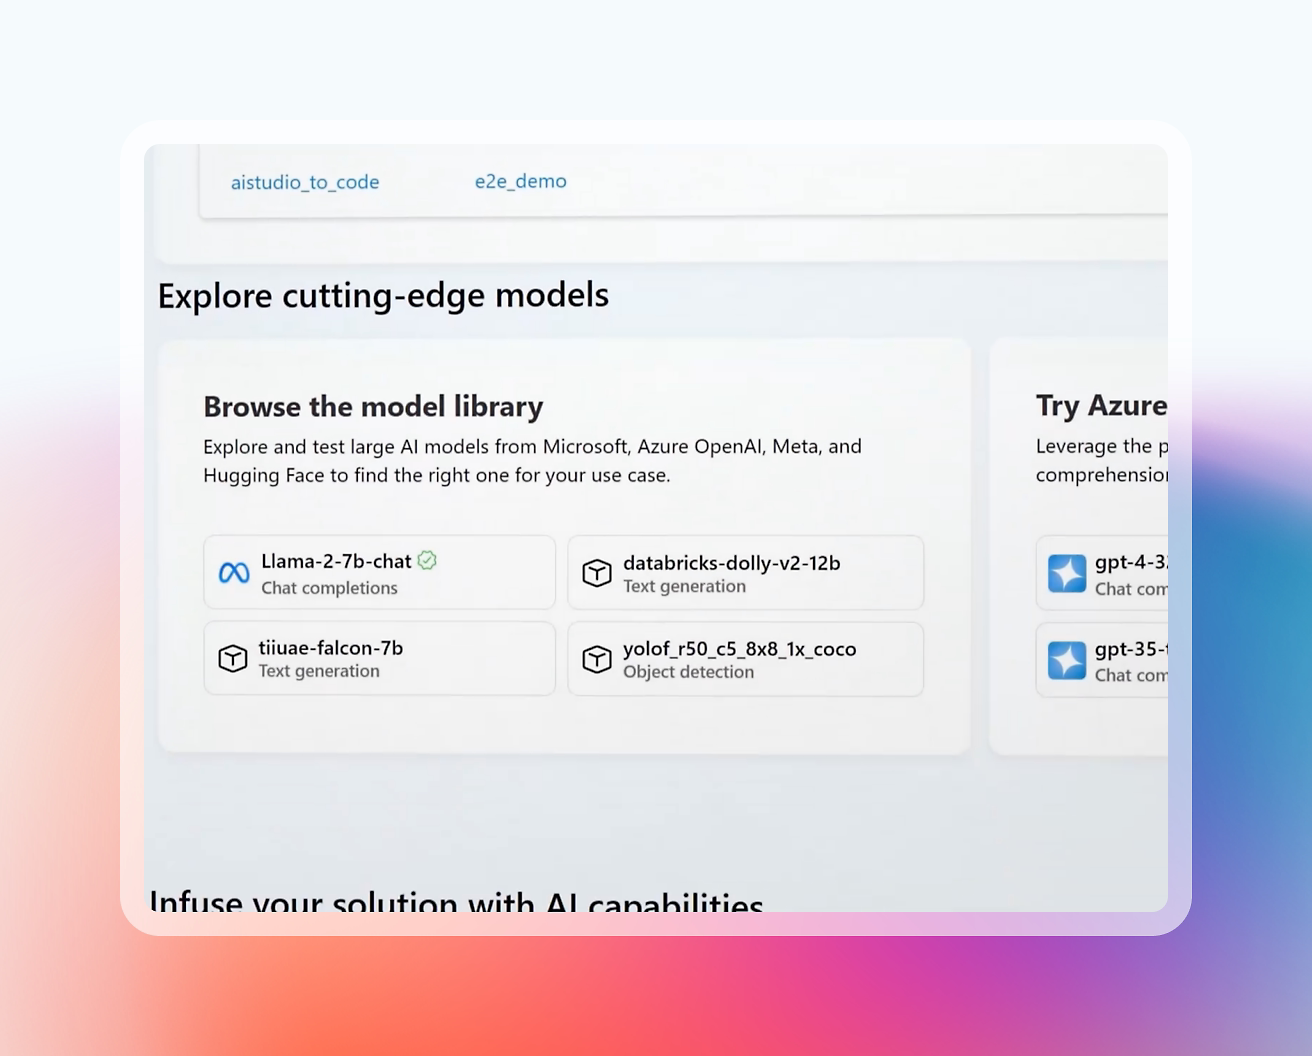 aistudio_to_code
e2e_demo
Explore cutting-edge models
Browse the model library
Explore and test large AI models from Microsoft, Azure OpenAI, Meta, and
Hugging Face to find the right one for your use case.
Llama-2-7b-chat
Chat completions
databricks-dolly-v2-12b
Text generation
tiiuae-falcon-7b
Text generation
yolof_r50_c5_8x8_1x_coco
Object detection
Try Azure
Leverage the
gpt-4-3
Chat
gpt-35-
Chat
Infuse your solution with AI capabilities